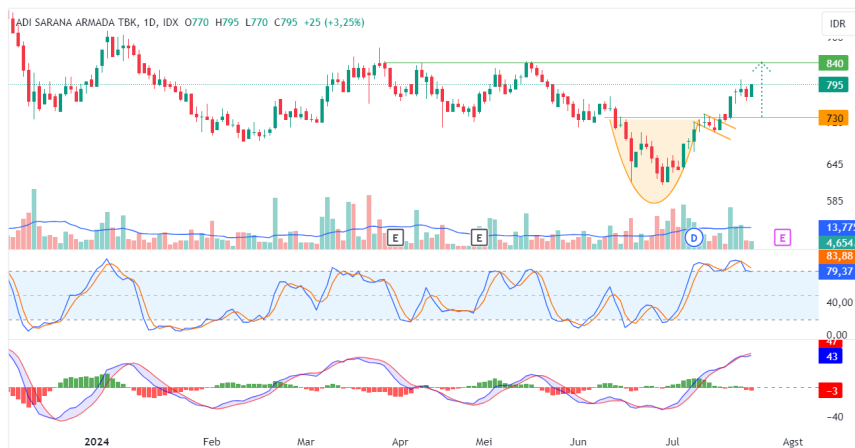 ADI SARANA ARMADA TBK, 1D, IDX O770 H795 L770 C795 +25 (+3,25%)
IDR
840
795
730
645
585
E
E
D
E
13,779
4,654
83,88
79,37
40,00
0,00
47
43
−3
−40
2024
Feb
Mar
Apr
Mei
Jun
Jul
Agst